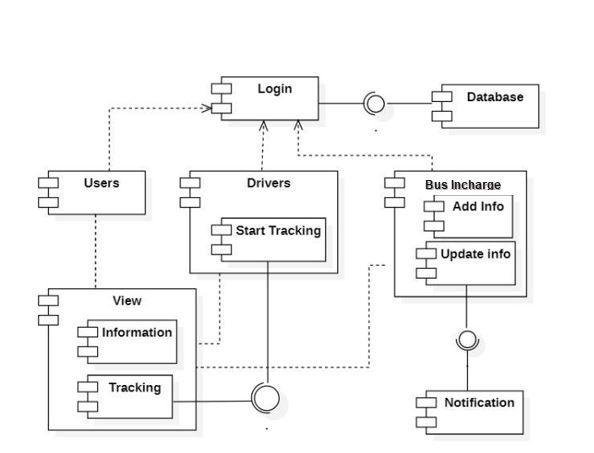 Login
Database
Users
Drivers
Bus Incharge
Add Info
Start Tracking
Update info
View
Information
Tracking
Notification